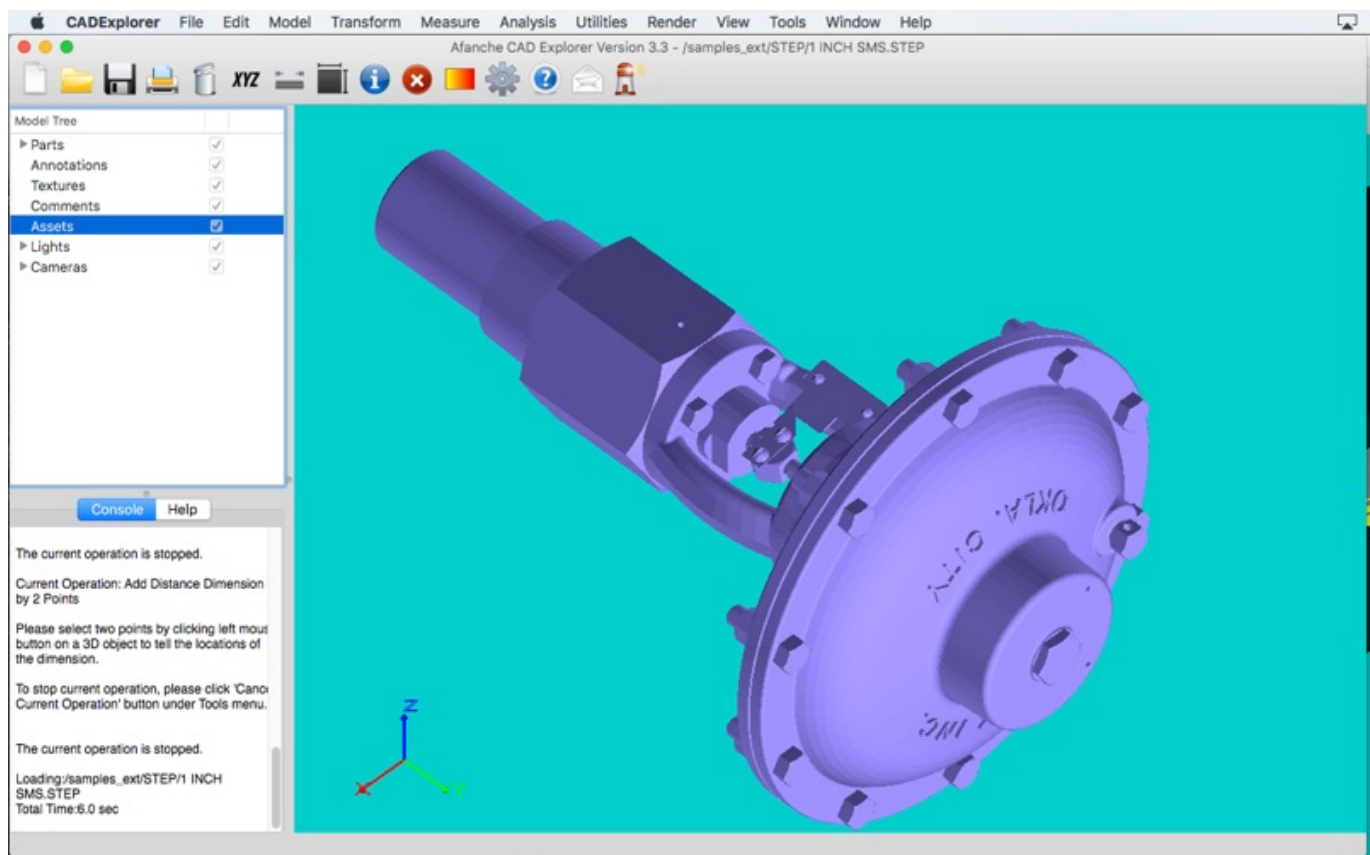 CADExplorer File Edit Model Transform Measure Analysis Utilities Render View Tools Window Help
Afanche CAD Explorer Version 3.3 - /samples_ext/STEP/1 INCH SMS.STEP
XYZ
Model Tree
Parts
Annotations
Textures
Comments
Assets
Lights
Cameras
Console Help
The current operation is stopped.
Current Operation: Add Distance Dimension
by 2 Points
Please select two points by clicking left mous
button on a 3D object to tell the locations of
the dimension.
To stop current operation, please click 'Cance
Current Operation' button under Tools menu.
The current operation is stopped.
Loading:/samples_ext/STEP/1 INCH
SMS.STEP
Total Time:6.0 sec
OKLA.
CITY
INC.
Z
X
Y